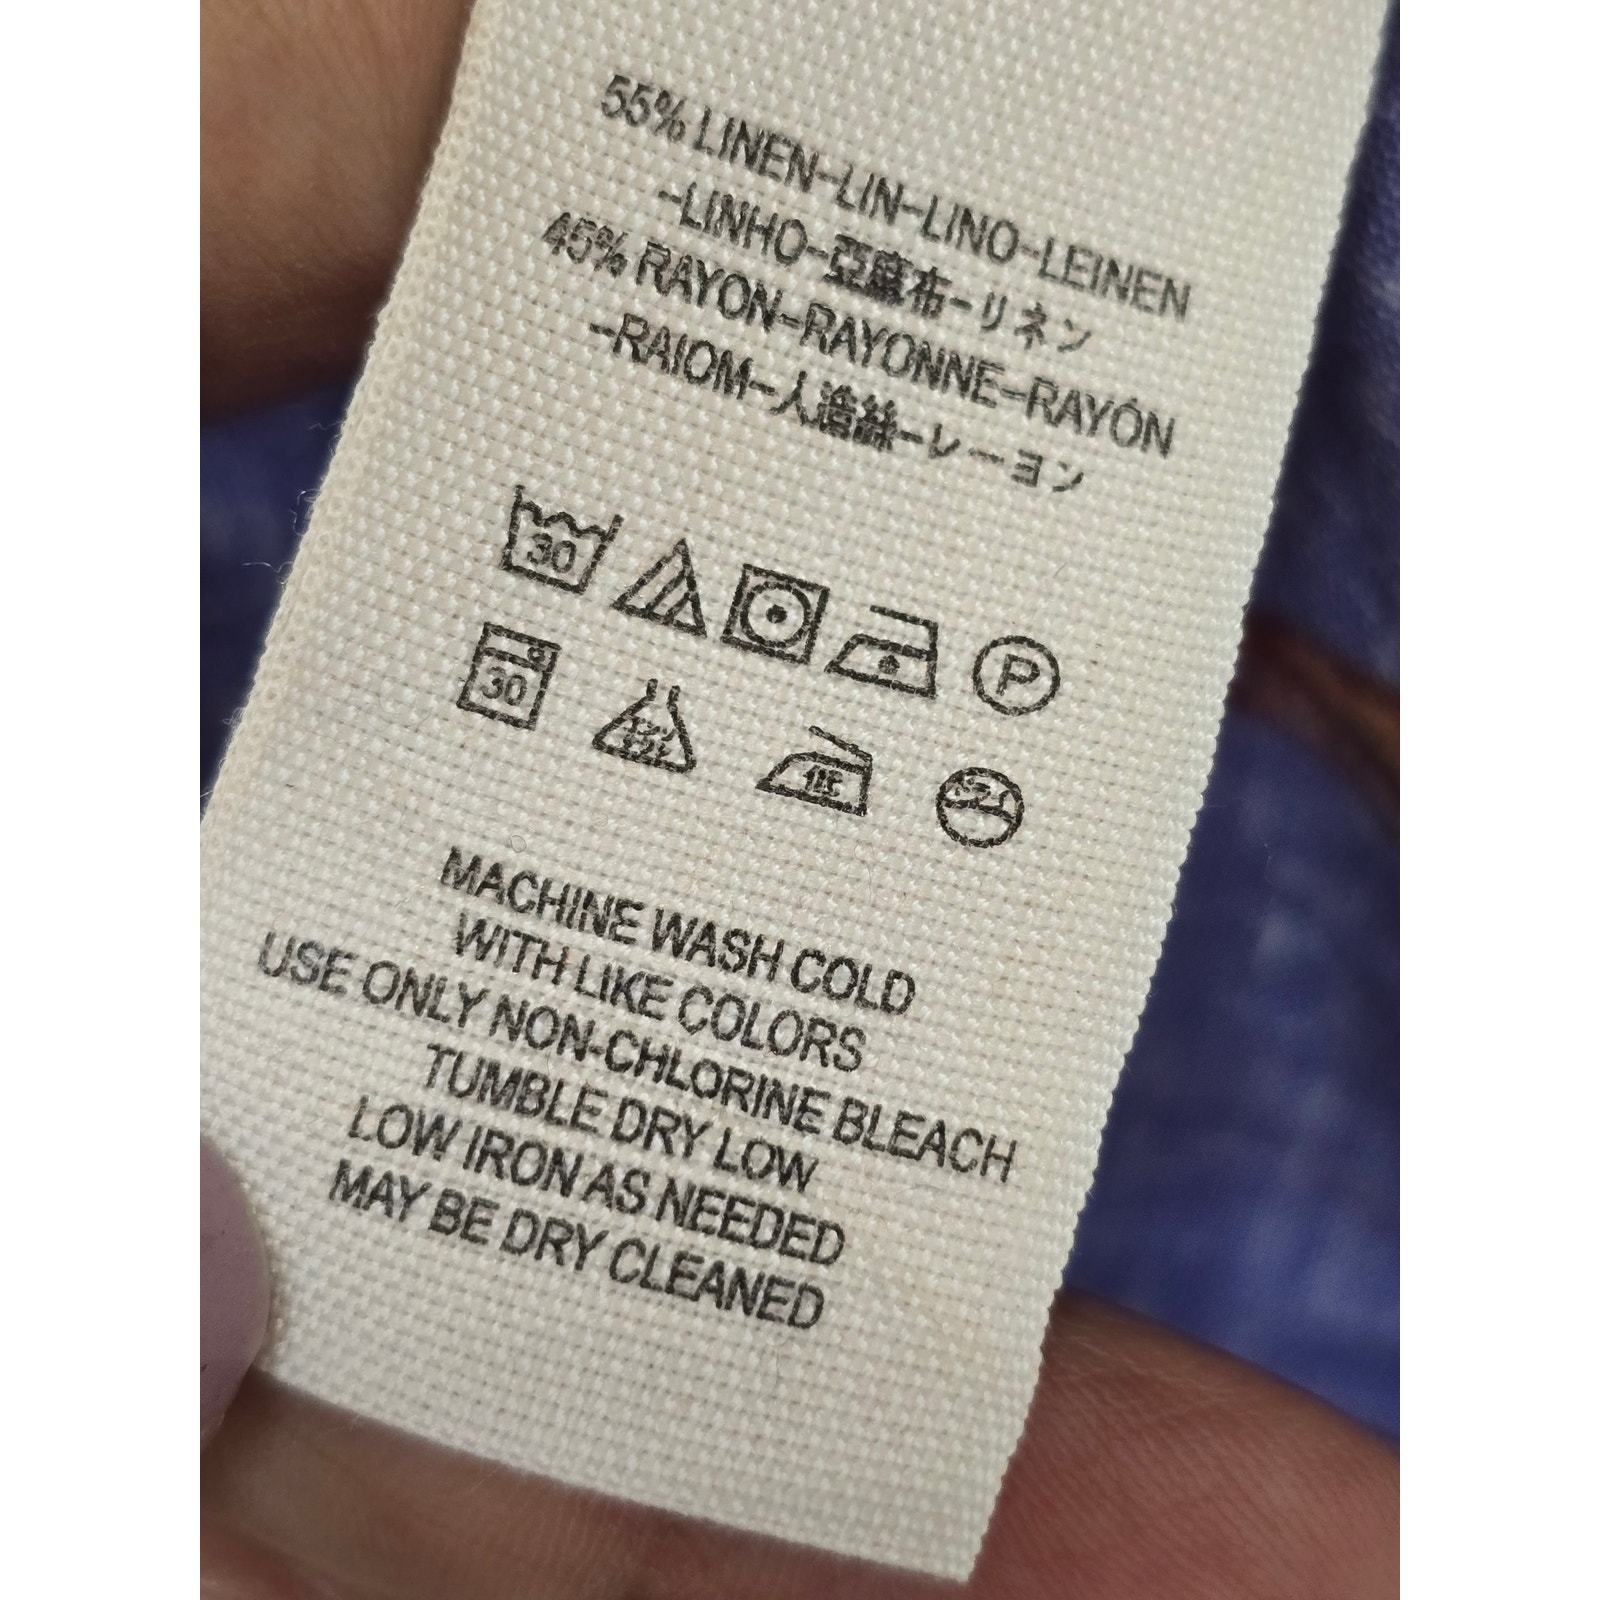 55% LINEN-LIN-LINO-LEINEN
-LINHO-亞麻布-リネン
45% RAYON-RAYONNE-RAYÓN
-RAIOM-人造絲-レーヨン
30
P
30
MACHINE WASH COLD
WITH LIKE COLORS
USE ONLY NON-CHLORINE BLEACH
TUMBLE DRY LOW
LOW IRON AS NEEDED
MAY BE DRY CLEANED